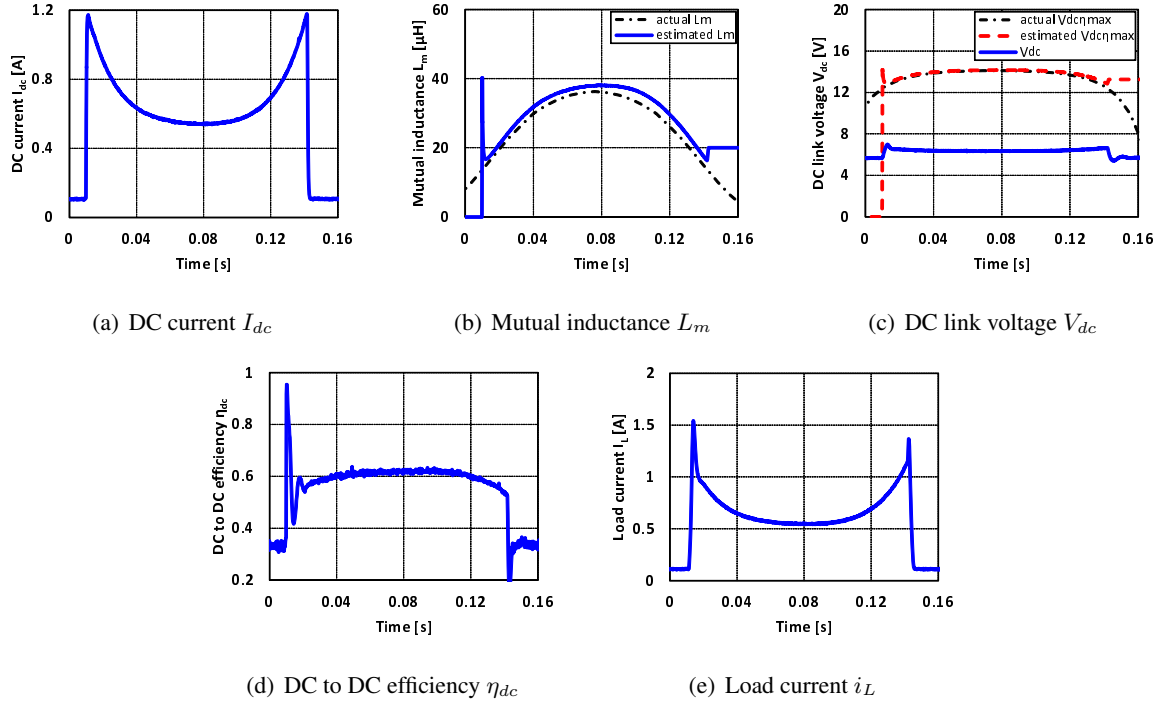 DC current I_dc [A]
1.2
0.8
0.4
0
0 0.04 0.08 0.12 0.16
Time [s]
(a) DC current I_dc
Mutual inductance L_m [μH]
60
40
20
0
actual Lm
estimated Lm
0 0.04 0.08 0.12 0.16
Time [s]
(b) Mutual inductance L_m
DC link voltage V_dc [V]
20
16
12
8
4
0
actual Vdcηmax
estimated Vdcηmax
Vdc
0 0.04 0.08 0.12 0.16
Time [s]
(c) DC link voltage V_dc
DC to DC efficiency η_dc
1
0.8
0.6
0.4
0.2
0 0.04 0.08 0.12 0.16
Time [s]
(d) DC to DC efficiency η_dc
Load current I_L [A]
2
1.5
1
0.5
0
0 0.04 0.08 0.12 0.16
Time [s]
(e) Load current i_L